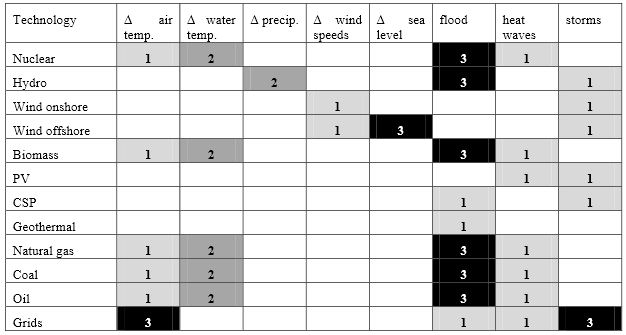 Technology Δ air temp. Δ water temp. Δ precip. Δ wind speeds Δ sea level flood heat waves storms
Nuclear 1 2 3 1
Hydro 2 3 1
Wind onshore 1 1
Wind offshore 1 3 1
Biomass 1 2 3 1
PV 1 1
CSP 1 1
Geothermal 1
Natural gas 1 2 3 1
Coal 1 2 3 1
Oil 1 2 3 1
Grids 3 1 1 3